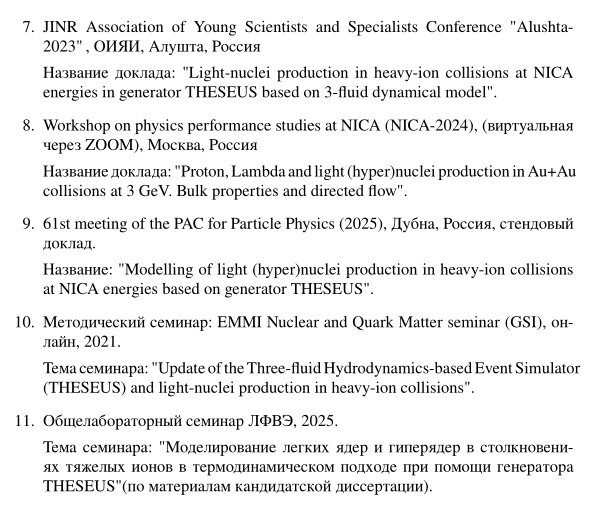 7. JINR Association of Young Scientists and Specialists Conference "Alushta-
2023" , ОИЯИ, Алушта, Россия
Название доклада: "Light-nuclei production in heavy-ion collisions at NICA
energies in generator THESEUS based on 3-fluid dynamical model".
8. Workshop on physics performance studies at NICA (NICA-2024), (виртуальная
через ZOOM), Москва, Россия
Название доклада: "Proton, Lambda and light (hyper)nuclei production in Au+Au
collisions at 3 GeV. Bulk properties and directed flow".
9. 61st meeting of the PAC for Particle Physics (2025), Дубна, Россия, стендовый
доклад.
Название: "Modelling of light (hyper)nuclei production in heavy-ion collisions
at NICA energies based on generator THESEUS".
10. Методический семинар: EMMI Nuclear and Quark Matter seminar (GSI), он-
лайн, 2021.
Тема семинара: "Update of the Three-fluid Hydrodynamics-based Event Simulator
(THESEUS) and light-nuclei production in heavy-ion collisions".
11. Общелабораторный семинар ЛФВЭ, 2025.
Тема семинара: "Моделирование легких ядер и гиперядер в столкновени-
ях тяжелых ионов в термодинамическом подходе при помощи генератора
THESEUS"(по материалам кандидатской диссертации).